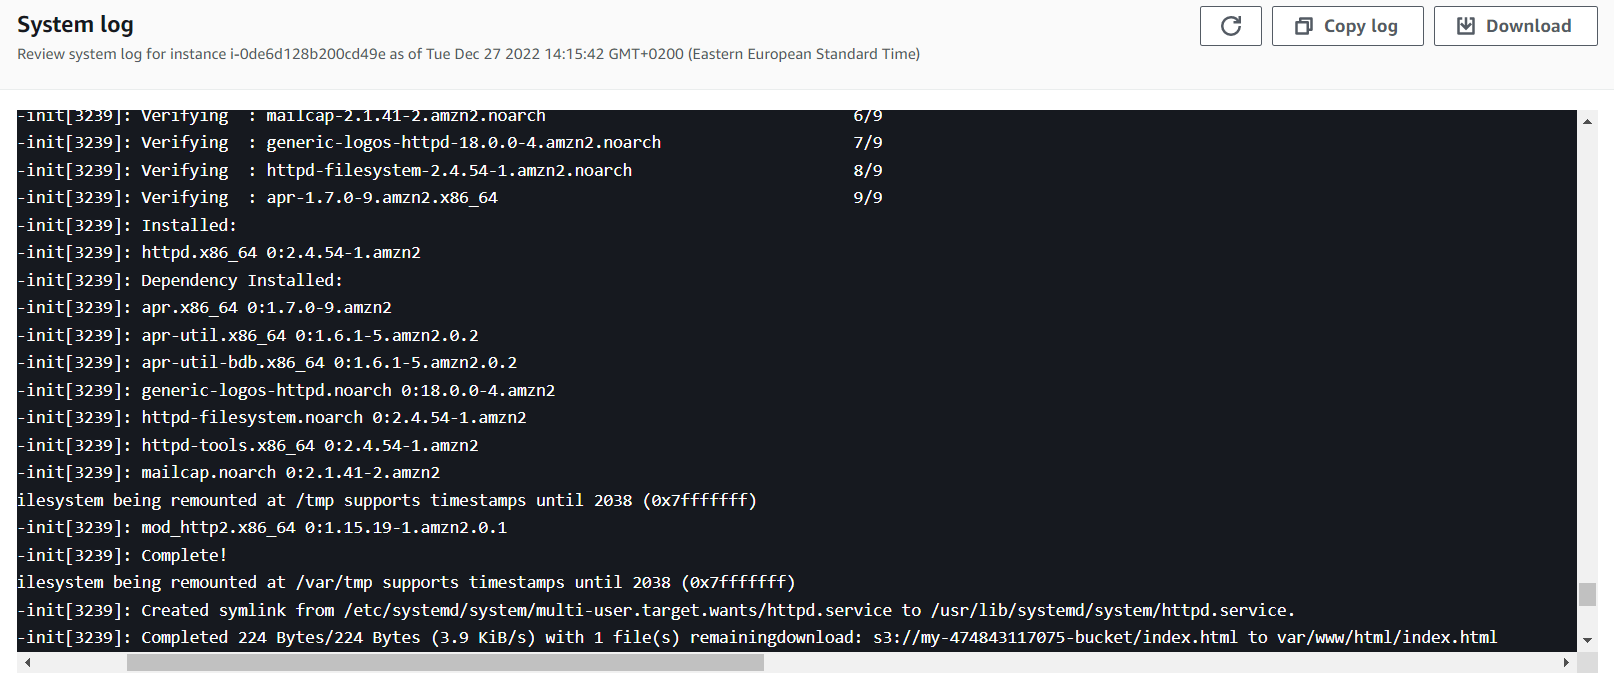 System log
Copy log
Download
Review system log for instance i-0de6d128b200cd49e as of Tue Dec 27 2022 14:15:42 GMT+0200 (Eastern European Standard Time)
-init[3239]: Verifying  : mailcap-2.1.41-2.amzn2.noarch 6/9
-init[3239]: Verifying  : generic-logos-httpd-18.0.0-4.amzn2.noarch 7/9
-init[3239]: Verifying  : httpd-filesystem-2.4.54-1.amzn2.noarch 8/9
-init[3239]: Verifying  : apr-1.7.0-9.amzn2.x86_64 9/9
-init[3239]: Installed:
-init[3239]: httpd.x86_64 0:2.4.54-1.amzn2
-init[3239]: Dependency Installed:
-init[3239]: apr.x86_64 0:1.7.0-9.amzn2
-init[3239]: apr-util.x86_64 0:1.6.1-5.amzn2.0.2
-init[3239]: apr-util-bdb.x86_64 0:1.6.1-5.amzn2.0.2
-init[3239]: generic-logos-httpd.noarch 0:18.0.0-4.amzn2
-init[3239]: httpd-filesystem.noarch 0:2.4.54-1.amzn2
-init[3239]: httpd-tools.x86_64 0:2.4.54-1.amzn2
-init[3239]: mailcap.noarch 0:2.1.41-2.amzn2
ilesystem being remounted at /tmp supports timestamps until 2038 (0x7fffffff)
-init[3239]: mod_http2.x86_64 0:1.15.19-1.amzn2.0.1
-init[3239]: Complete!
ilesystem being remounted at /var/tmp supports timestamps until 2038 (0x7fffffff)
-init[3239]: Created symlink from /etc/systemd/system/multi-user.target.wants/httpd.service to /usr/lib/systemd/system/httpd.service.
-init[3239]: Completed 224 Bytes/224 Bytes (3.9 KiB/s) with 1 file(s) remainingdownload: s3://my-474843117075-bucket/index.html to var/www/html/index.html